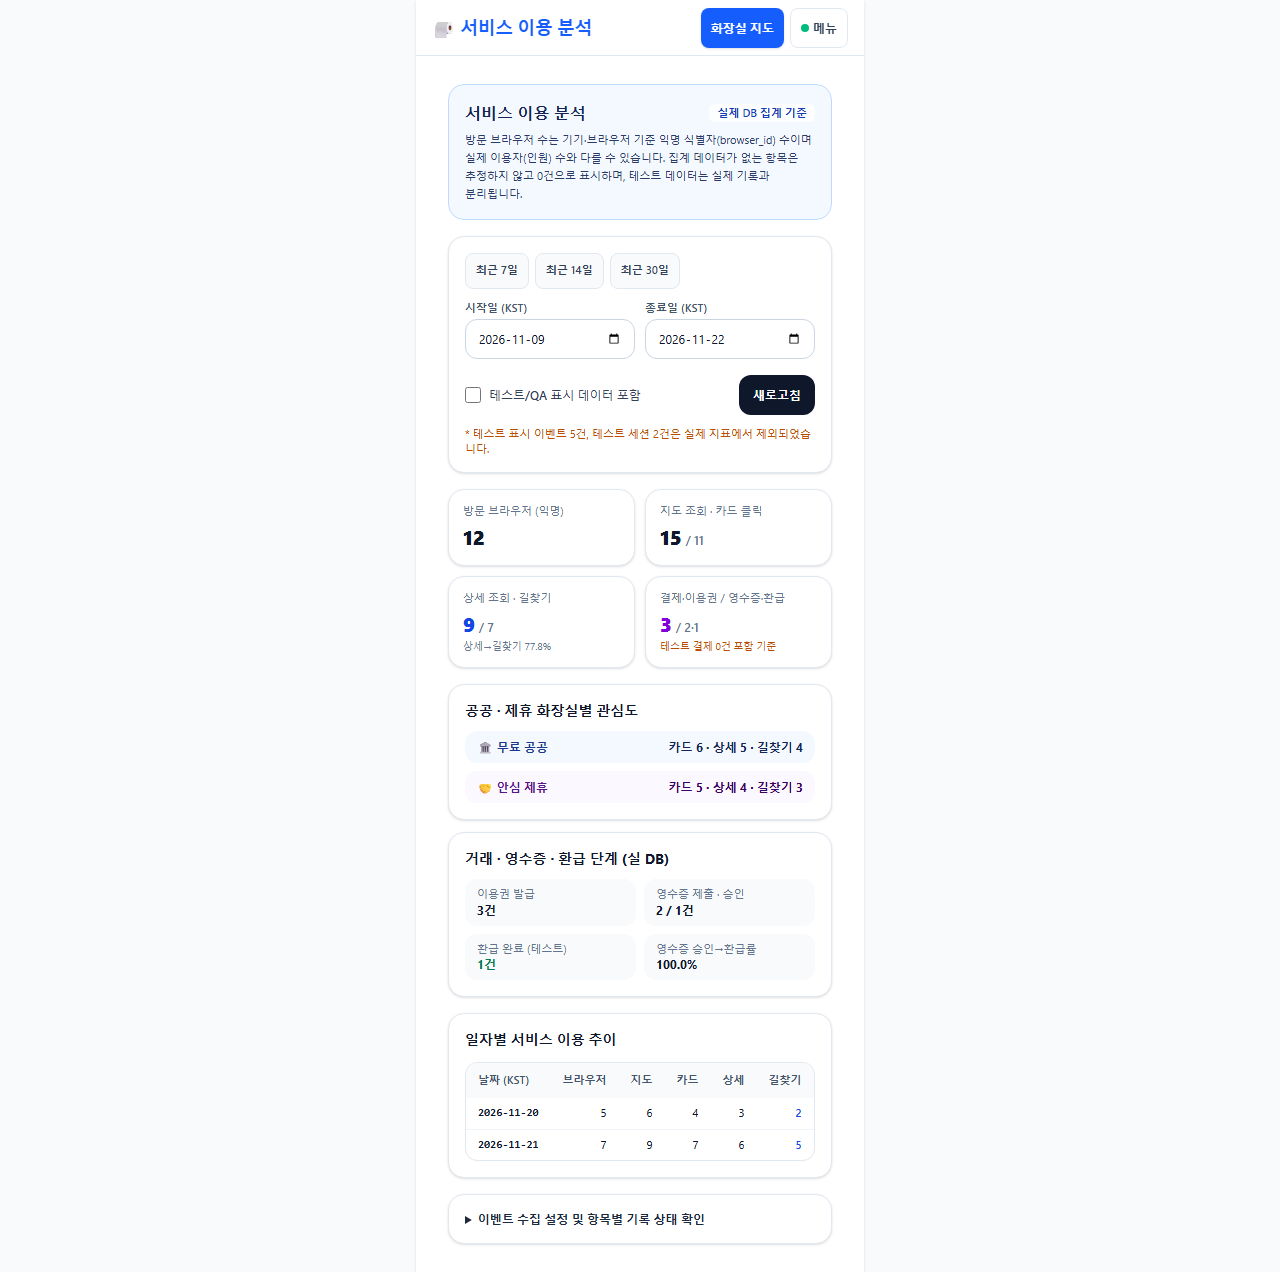 서비스 이용 분석
화장실 지도
메뉴
서비스 이용 분석
실제 DB 집계 기준
방문 브라우저 수는 기기·브라우저 기준 익명 식별자(browser_id) 수이며
실제 이용자(인원) 수와 다를 수 있습니다. 집계 데이터가 없는 항목은
추정하지 않고 0건으로 표시하며, 테스트 데이터는 실제 기록과
분리됩니다.
최근 7일
최근 14일
최근 30일
시작일 (KST)
종료일 (KST)
2026-11-09
2026-11-22
테스트/QA 표시 데이터 포함
새로고침
* 테스트 표시 이벤트 5건, 테스트 세션 2건은 실제 지표에서 제외되었습
니다.
방문 브라우저 (익명)
12
지도 조회 · 카드 클릭
15 / 11
상세 조회 · 길찾기
9 / 7
상세→길찾기 77.8%
결제·이용권 / 영수증·환급
3 / 2·1
테스트 결제 0건 포함 기준
공공 · 제휴 화장실별 관심도
무료 공공
카드 6 · 상세 5 · 길찾기 4
안심 제휴
카드 5 · 상세 4 · 길찾기 3
거래 · 영수증 · 환급 단계 (실 DB)
이용권 발급
3건
영수증 제출 · 승인
2 / 1건
환급 완료 (테스트)
1건
영수증 승인→환급률
100.0%
일자별 서비스 이용 추이
날짜 (KST) 브라우저 지도 카드 상세 길찾기
2026-11-20 5 6 4 3 2
2026-11-21 7 9 7 6 5
▶ 이벤트 수집 설정 및 항목별 기록 상태 확인